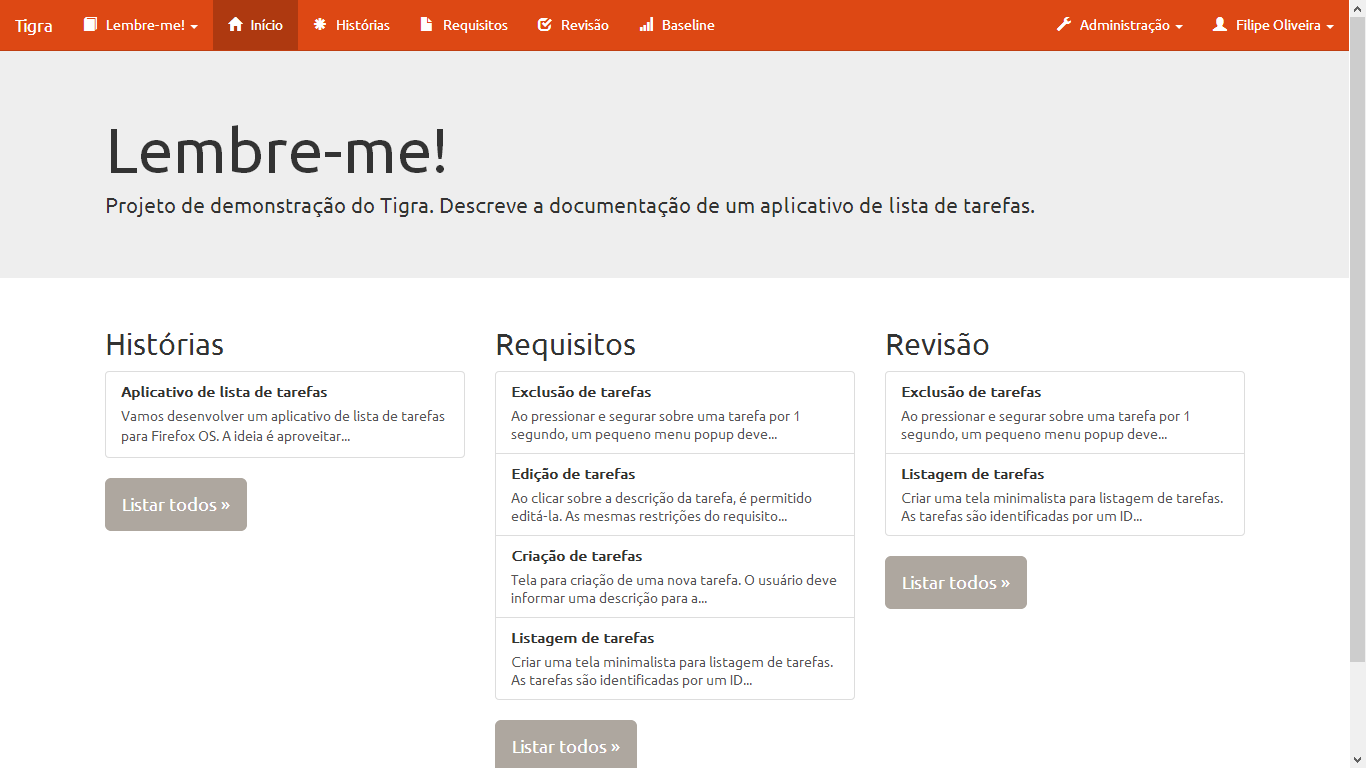 Tigra Lembre-me! Início Histórias Requisitos Revisão Baseline Administração Filipe Oliveira
Lembre-me!
Projeto de demonstração do Tigra. Descreve a documentação de um aplicativo de lista de tarefas.
Histórias
Aplicativo de lista de tarefas
Vamos desenvolver um aplicativo de lista de tarefas
para Firefox OS. A ideia é aproveitar...
Listar todos »
Requisitos
Exclusão de tarefas
Ao pressionar e segurar sobre uma tarefa por 1
segundo, um pequeno menu popup deve...
Edição de tarefas
Ao clicar sobre a descrição da tarefa, é permitido
editá-la. As mesmas restrições do requisito...
Criação de tarefas
Tela para criação de uma nova tarefa. O usuário deve
informar uma descrição para a...
Listagem de tarefas
Criar uma tela minimalista para listagem de tarefas.
As tarefas são identificadas por um ID...
Listar todos »
Revisão
Exclusão de tarefas
Ao pressionar e segurar sobre uma tarefa por 1
segundo, um pequeno menu popup deve...
Listagem de tarefas
Criar uma tela minimalista para listagem de tarefas.
As tarefas são identificadas por um ID...
Listar todos »